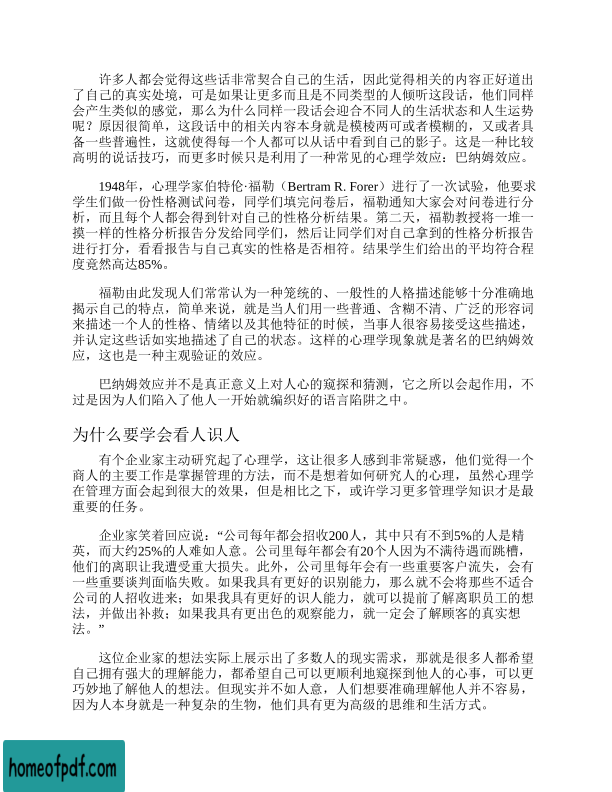 许多人都会觉得这些话非常契合自己的生活，因此觉得相关的内容正好道出
了自己的真实处境，可是如果让更多而且是不同类型的人倾听这段话，他们同样
会产生类似的感觉，那么为什么同样一段话会迎合不同人的生活状态和人生运势
呢？原因很简单，这段话中的相关内容本身就是模棱两可或者模糊的，又或者具
备一些普遍性，这就使得每一个人都可以从话中看到自己的影子。这是一种比较
高明的说话技巧，而更多时候只是利用了一种常见的心理学效应：巴纳姆效应。
1948年，心理学家伯特伦·福勒（Bertram R. Forer）进行了一次试验，他要求
学生们做一份性格测试问卷，同学们填完问卷后，福勒通知大家会对问卷进行分
析，而且每个人都会得到针对自己的性格分析结果。第二天，福勒教授将一堆一
摸一样的性格分析报告分发给同学们，然后让同学们对自己拿到的性格分析报告
进行打分，看看报告与自己真实的性格是否相符。结果学生们给出的平均符合程
度竟然高达85%。
福勒由此发现人们常常认为一种笼统的、一般性的人格描述能够十分准确地
揭示自己的特点，简单来说，就是当人们用一些普通、含糊不清、广泛的形容词
来描述一个人的性格、情绪以及其他特征的时候，当事人很容易接受这些描述，
并认定这些话如实地描述了自己的状态。这样的心理学现象就是著名的巴纳姆效
应，这也是一种主观验证的效应。
巴纳姆效应并不是真正意义上对人心的窥探和猜测，它之所以会起作用，不
过是因为人们陷入了他人一开始就编织好的语言陷阱之中。
为什么要学会看人识人
有个企业家主动研究起了心理学，这让很多人感到非常疑惑，他们觉得一个
商人的主要工作是掌握管理的方法，而不是想着如何研究人的心理，虽然心理学
在管理方面会起到很大的效果，但是相比之下，或许学习更多管理学知识才是最
重要的任务。
企业家笑着回应说：“公司每年都会招收200人，其中只有不到5%的人是精
英，而大约25%的人难如人意。公司里每年都会有20个人因为不满待遇而跳槽，
他们的离职让我遭受重大损失。此外，公司里每年会有一些重要客户流失，会有
一些重要谈判面临失败。如果我具有更好的识别能力，那么就不会将那些不适合
公司的人招收进来；如果我具有更好的识人能力，就可以提前了解离职员工的想
法，并做出补救；如果我具有更出色的观察能力，就一定会了解顾客的真实想
法。”
这位企业家的想法实际上展示出了多数人的现实需求，那就是很多人都希望
自己拥有强大的理解能力，都希望自己可以更顺利地窥探到他人的心事，可以更
巧妙地了解他人的想法。但现实并不如人意，人们想要准确理解他人并不容易，
因为人本身就是一种复杂的生物，他们具有更为高级的思维和生活方式。
homeofpdf.com